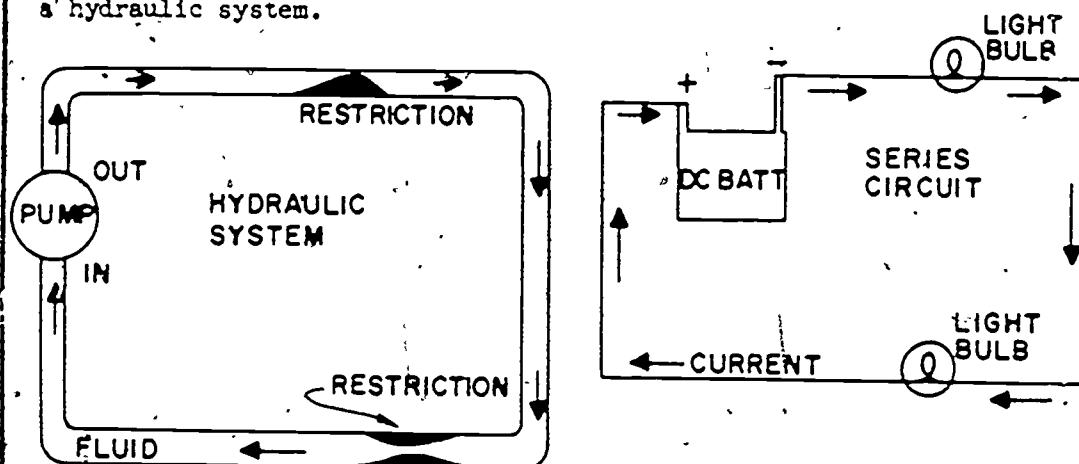 a hydraulic system.
RESTRICTION
OUT
PUMP
HYDRAULIC
SYSTEM
IN
RESTRICTION
FLUID
LIGHT
BULB
+
-
DC BATT
SERIES
CIRCUIT
LIGHT
BULB
CURRENT